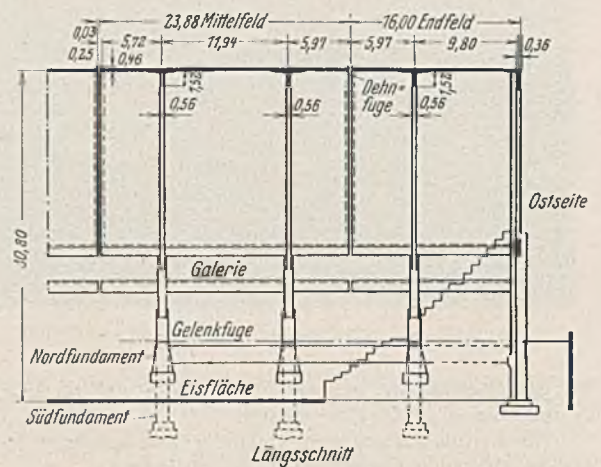 23,88 Mittelfeld
16,00 Endfeld
0,03
0,25
5,72
0,46
11,94
5,97
5,97
9,80
0,36
1,52
1,52
Dehn-
fuge
0,56
0,56
0,56
30,80
Ostseite
Galerie
Gelenkfuge
Nordfundament
Eisfläche
Südfundament
Längsschnitt